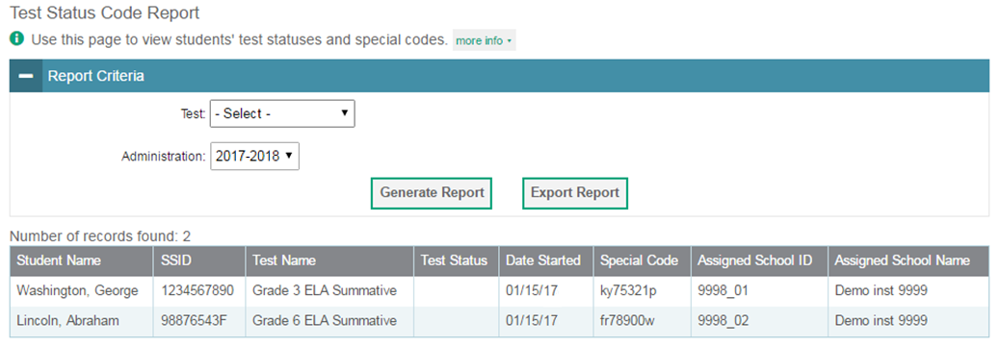 Test Status Code Report
Use this page to view students' test statuses and special codes. more info
Report Criteria
Test: - Select -
Administration: 2017-2018
Generate Report Export Report
Number of records found: 2
Student Name SSID Test Name Test Status Date Started Special Code Assigned School ID Assigned School Name
Washington, George 1234567890 Grade 3 ELA Summative 01/15/17 ky75321p 9998_01 Demo inst 9999
Lincoln, Abraham 98876543F Grade 6 ELA Summative 01/15/17 fr78900w 9998_02 Demo inst 9999